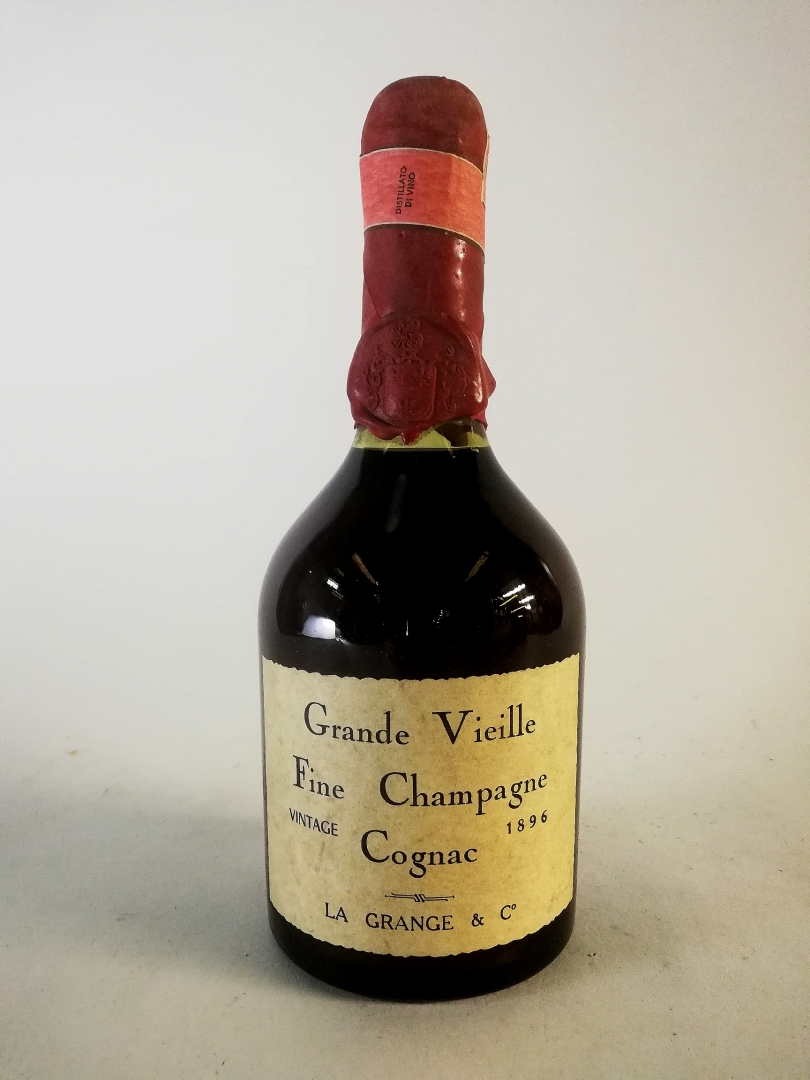 DISTILLATO
DI VINO
Grande Vieille
Fine Champagne
VINTAGE 1896
Cognac
LA GRANGE & Cº